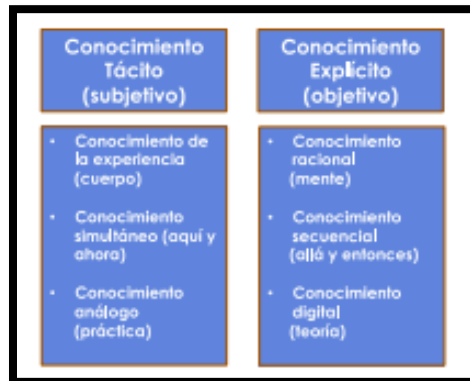 Conocimiento
Tácito
(subjetivo)
Conocimiento
Explícito
(objetivo)
• Conocimiento de
la experiencia
(cuerpo)
• Conocimiento
simultáneo (aquí y
ahora)
• Conocimiento
análogo
(práctica)
• Conocimiento
racional
(mente)
• Conocimiento
secuencial
(allá y entonces)
• Conocimiento
digital
(teoría)